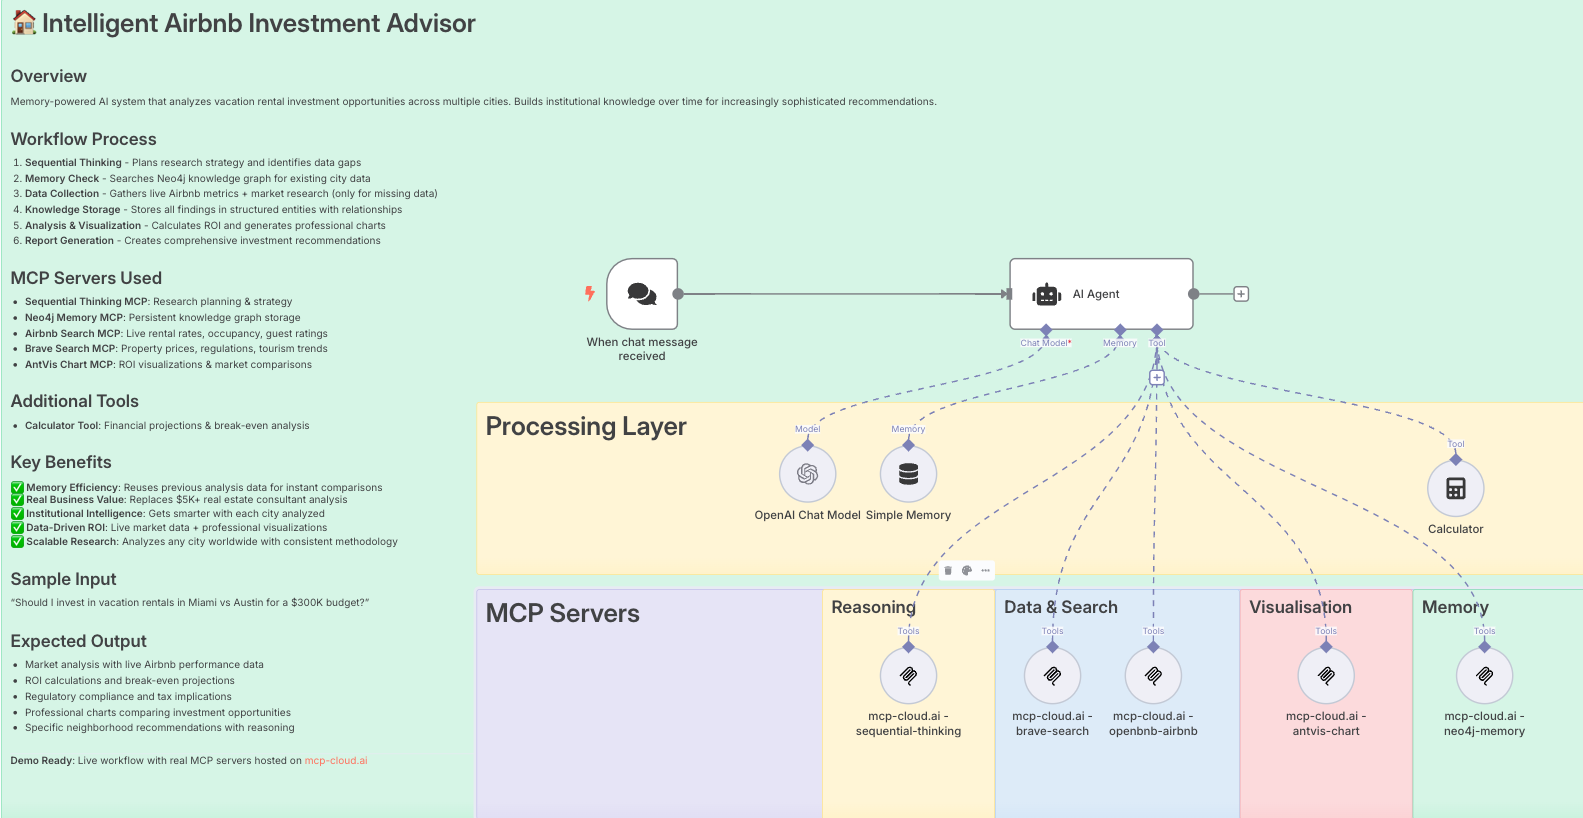 🏠 Intelligent Airbnb Investment Advisor
Overview
Memory-powered AI system that analyzes vacation rental investment opportunities across multiple cities. Builds institutional knowledge over time for increasingly sophisticated recommendations.
Workflow Process
1. Sequential Thinking - Plans research strategy and identifies data gaps
2. Memory Check - Searches Neo4j knowledge graph for existing city data
3. Data Collection - Gathers live Airbnb metrics + market research (only for missing data)
4. Knowledge Storage - Stores all findings in structured entities with relationships
5. Analysis & Visualization - Calculates ROI and generates professional charts
6. Report Generation - Creates comprehensive investment recommendations
MCP Servers Used
• Sequential Thinking MCP: Research planning & strategy
• Neo4j Memory MCP: Persistent knowledge graph storage
• Airbnb Search MCP: Live rental rates, occupancy, guest ratings
• Brave Search MCP: Property prices, regulations, tourism trends
• AntVis Chart MCP: ROI visualizations & market comparisons
Additional Tools
• Calculator Tool: Financial projections & break-even analysis
Key Benefits
✅ Memory Efficiency: Reuses previous analysis data for instant comparisons
✅ Real Business Value: Replaces $5K+ real estate consultant analysis
✅ Institutional Intelligence: Gets smarter with each city analyzed
✅ Data-Driven ROI: Live market data + professional visualizations
✅ Scalable Research: Analyzes any city worldwide with consistent methodology
Sample Input
“Should I invest in vacation rentals in Miami vs Austin for a $300K budget?”
Expected Output
• Market analysis with live Airbnb performance data
• ROI calculations and break-even projections
• Regulatory compliance and tax implications
• Professional charts comparing investment opportunities
• Specific neighborhood recommendations with reasoning
Demo Ready: Live workflow with real MCP servers hosted on mcp-cloud.ai
When chat message
received
AI Agent
Chat Model*
Memory
Tool
Processing Layer
Model
OpenAI Chat Model
Memory
Simple Memory
Tool
Calculator
MCP Servers
Reasoning
Tools
mcp-cloud.ai -
sequential-thinking
Data & Search
Tools
mcp-cloud.ai -
brave-search
Tools
mcp-cloud.ai -
openbnb-airbnb
Visualisation
Tools
mcp-cloud.ai -
antvis-chart
Memory
Tools
mcp-cloud.ai -
neo4j-memory